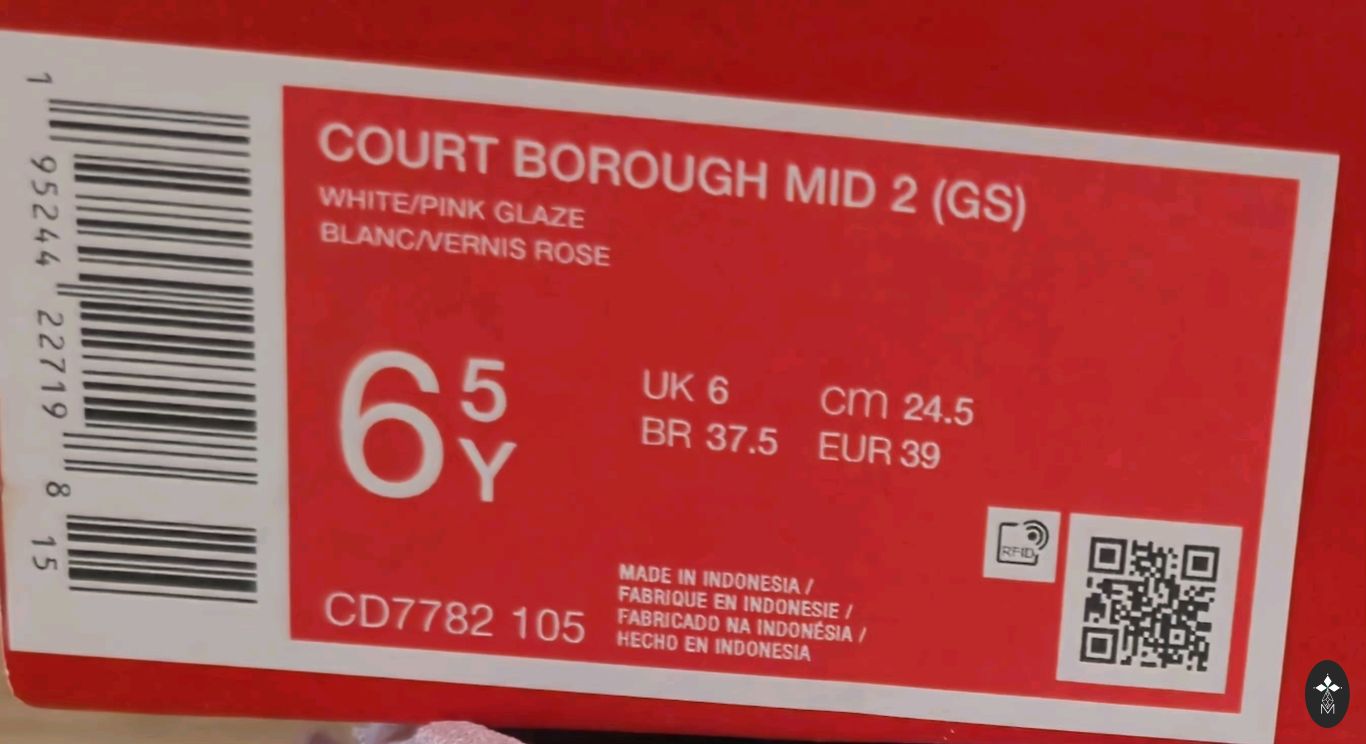 COURT BOROUGH MID 2 (GS)
WHITE/PINK GLAZE
BLANC/VERNIS ROSE
6 5 Y
UK 6 cm 24.5
BR 37.5 EUR 39
RFID
CD7782 105
MADE IN INDONESIA /
FABRIQUE EN INDONESIE /
FABRICADO NA INDONÉSIA /
HECHO EN INDONESIA
1 95244 22719 8 15
M